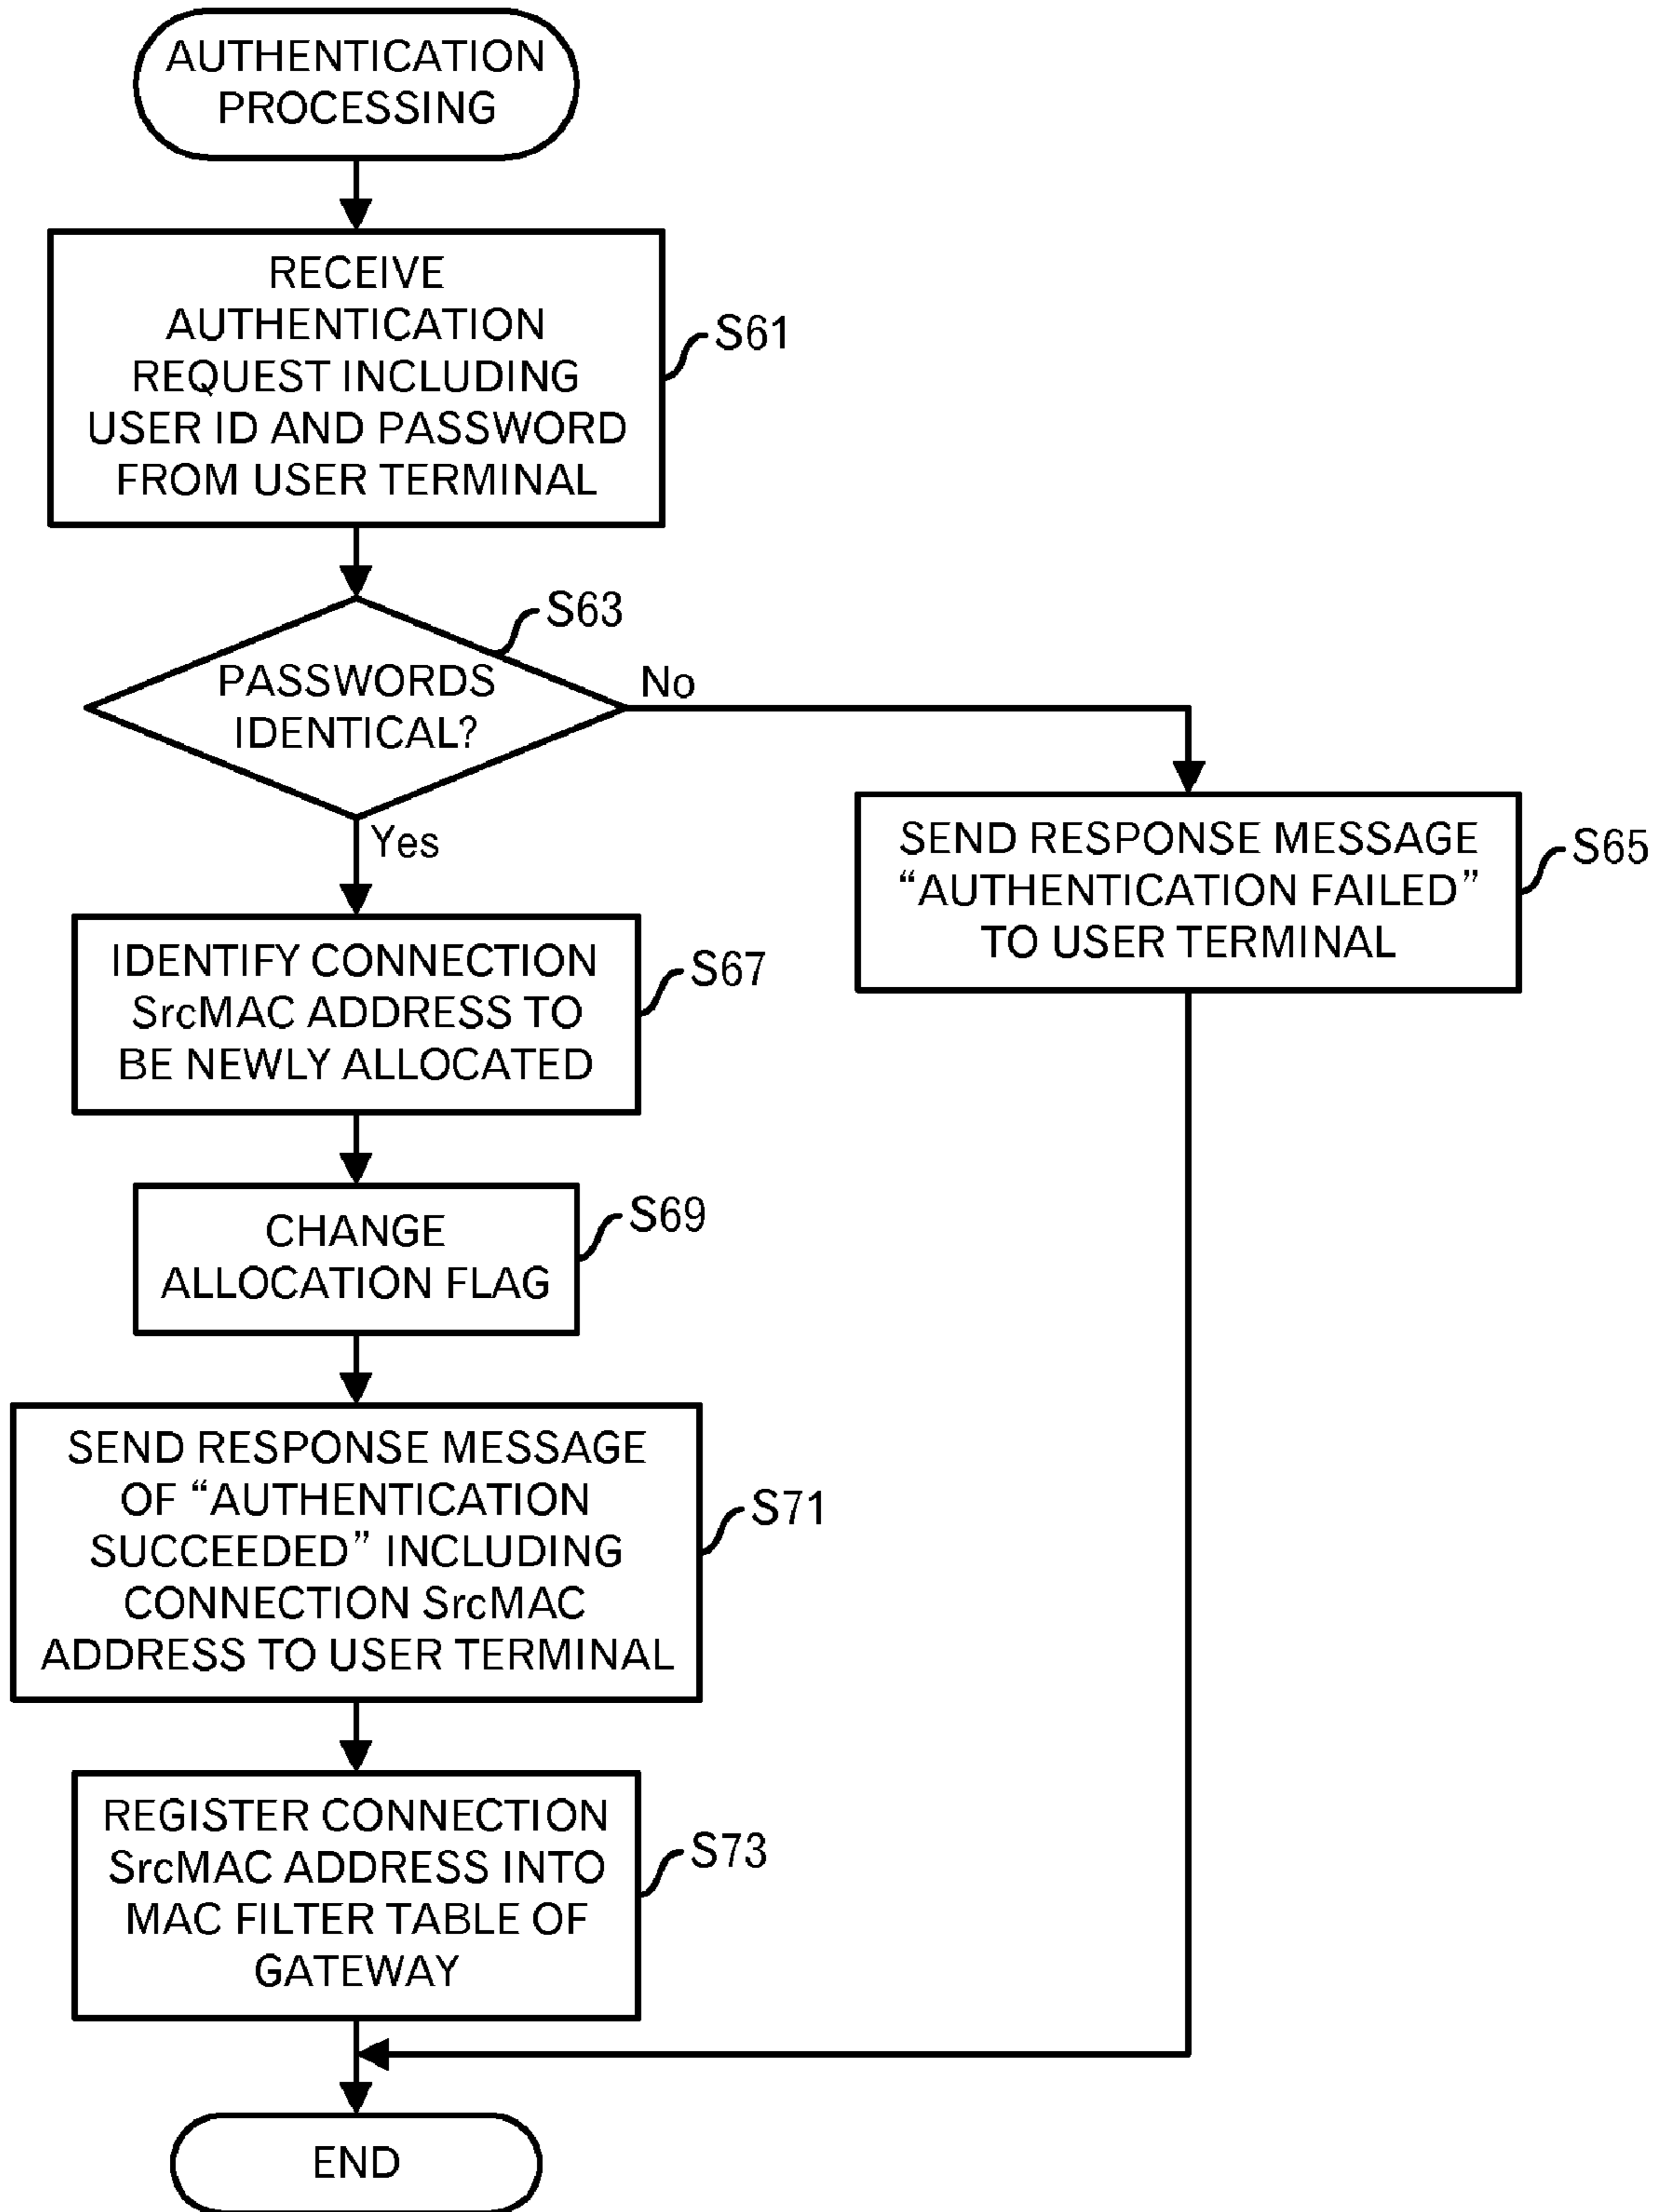 AUTHENTICATION
PROCESSING
RECEIVE
AUTHENTICATION
REQUEST INCLUDING
USER ID AND PASSWORD
FROM USER TERMINAL
S61
S63
PASSWORDS
IDENTICAL?
No
Yes
SEND RESPONSE MESSAGE
“AUTHENTICATION FAILED”
TO USER TERMINAL
S65
IDENTIFY CONNECTION
SrcMAC ADDRESS TO
BE NEWLY ALLOCATED
S67
CHANGE
ALLOCATION FLAG
S69
SEND RESPONSE MESSAGE
OF “AUTHENTICATION
SUCCEEDED” INCLUDING
CONNECTION SrcMAC
ADDRESS TO USER TERMINAL
S71
REGISTER CONNECTION
SrcMAC ADDRESS INTO
MAC FILTER TABLE OF
GATEWAY
S73
END